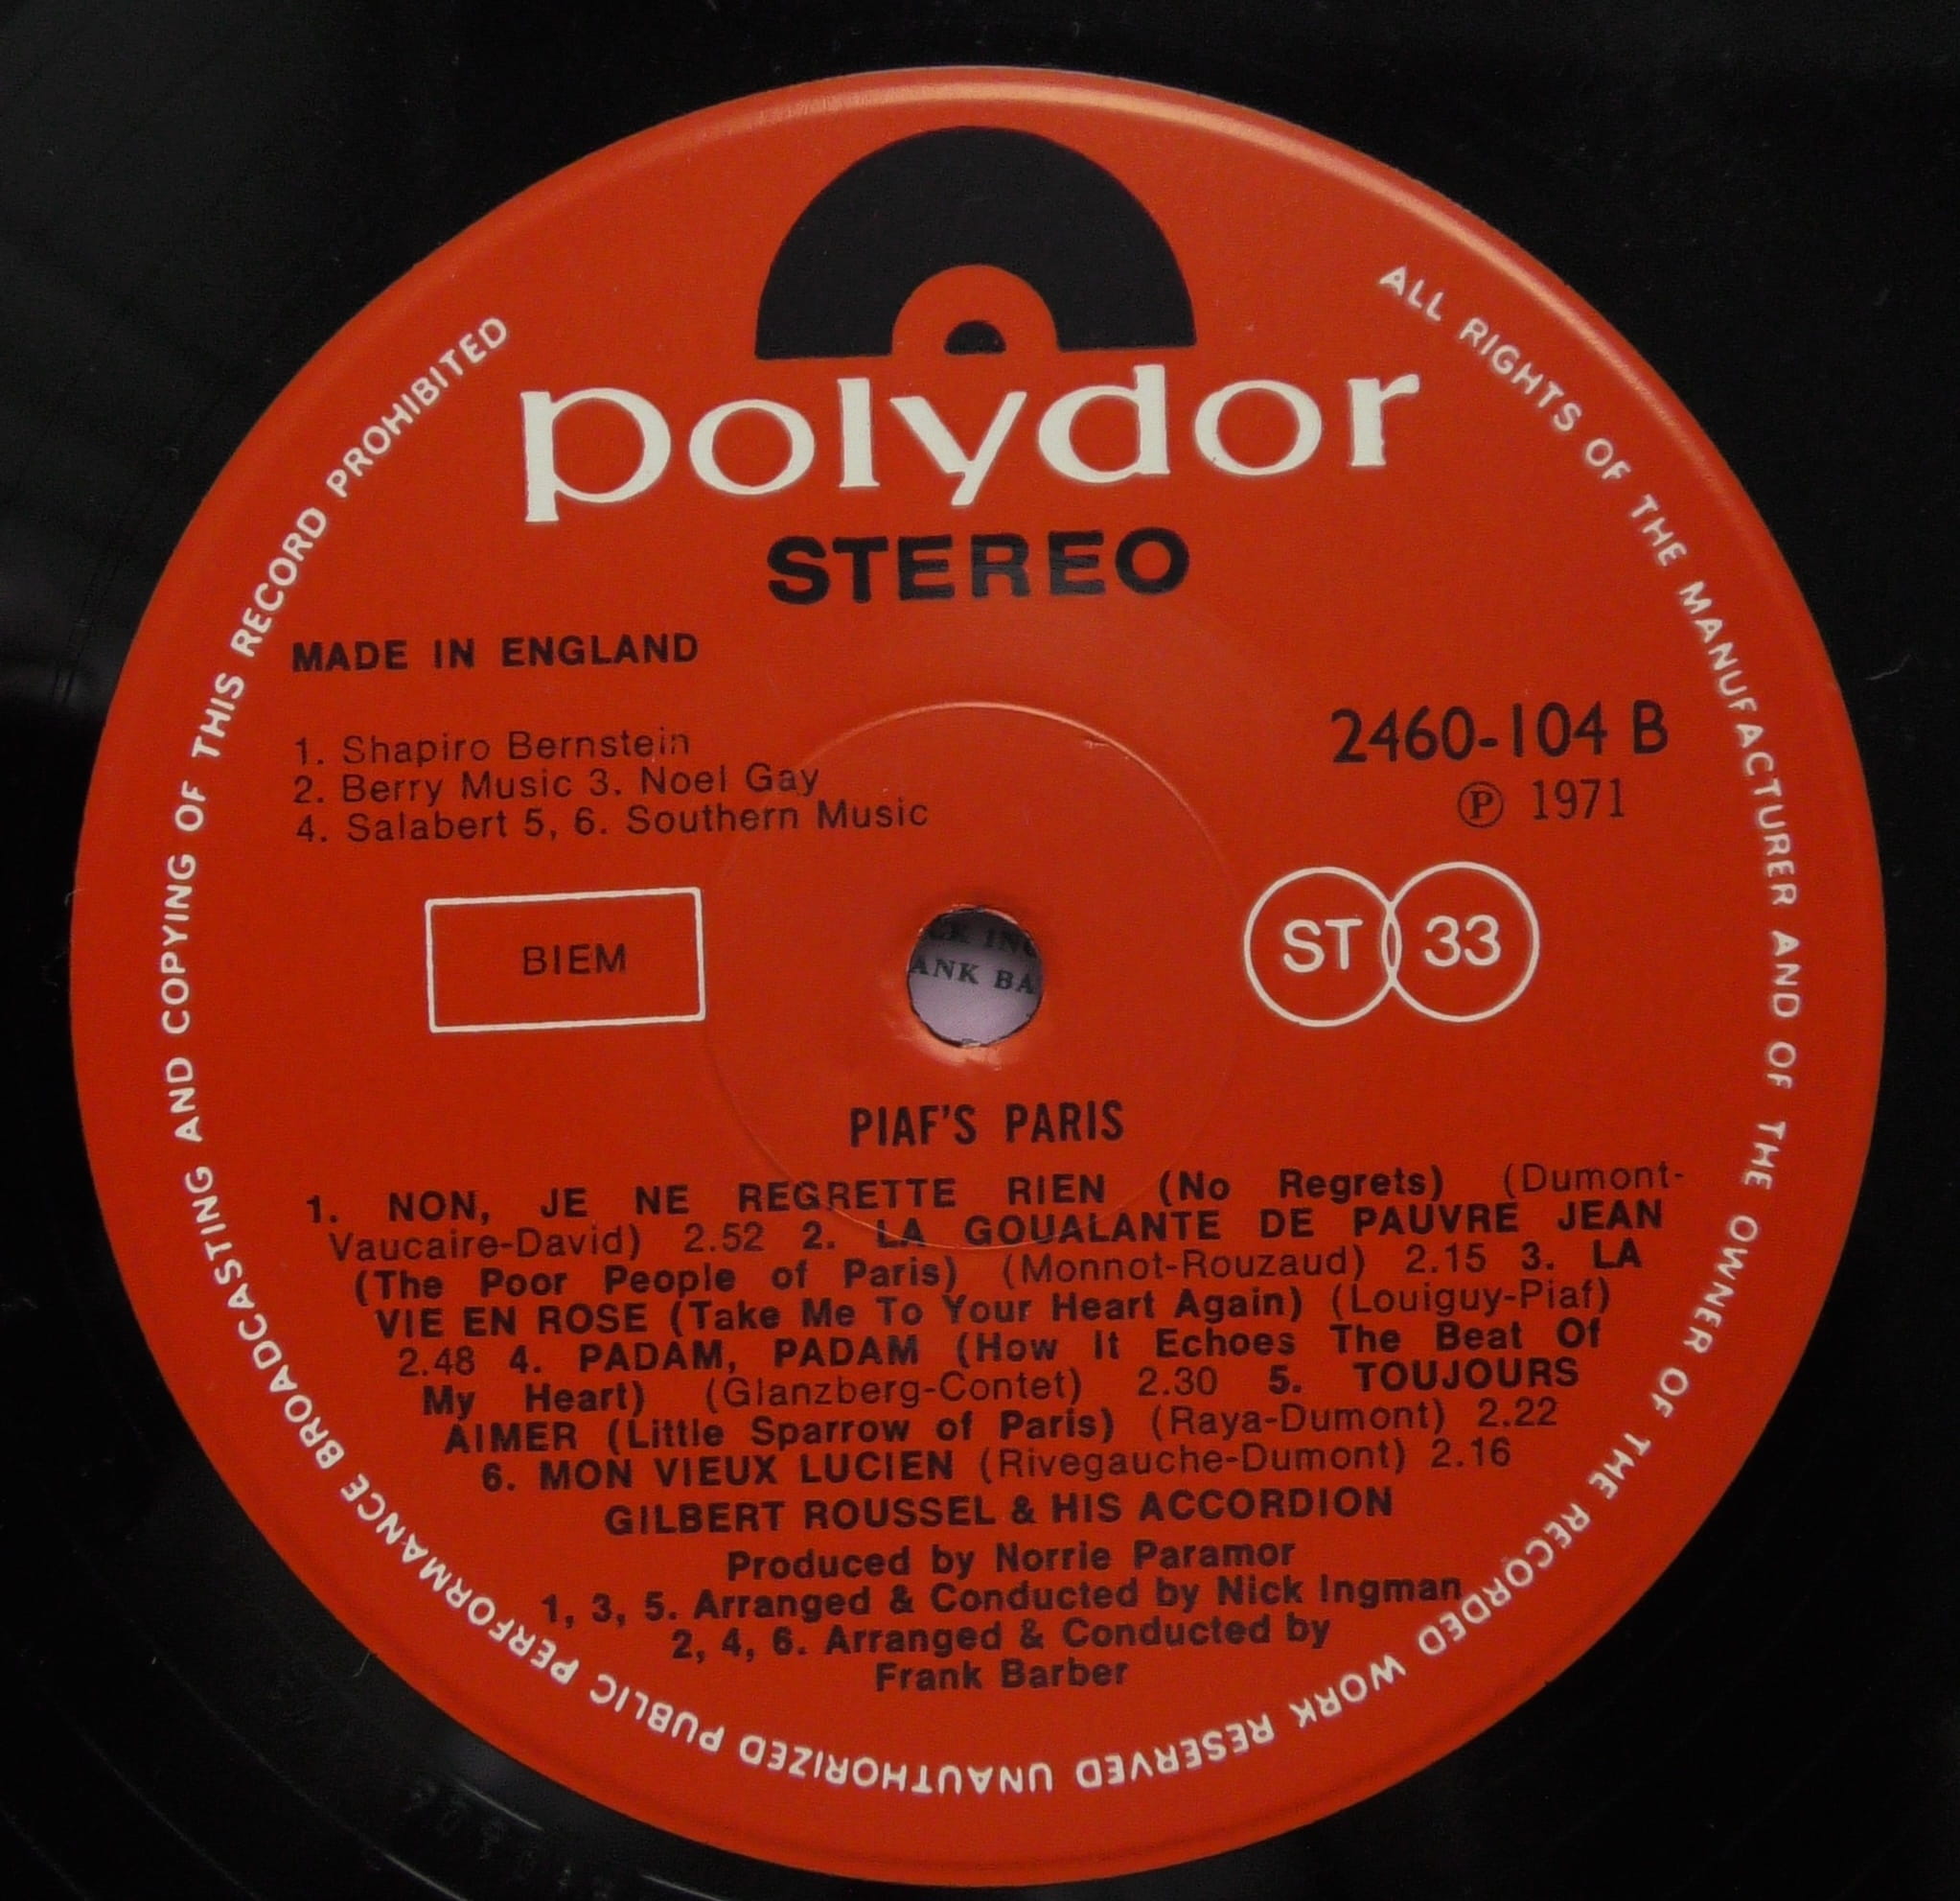 polydor
STEREO
MADE IN ENGLAND
1. Shapiro Bernstein
2. Berry Music 3. Noel Gay
4. Salabert 5, 6. Southern Music
2460-104 B
℗ 1971
BIEM
ST 33
CK IN
ANK BA
PIAF'S PARIS
1. NON, JE NE REGRETTE RIEN (No Regrets) (Dumont-
Vaucaire-David) 2.52 2. LA GOUALANTE DE PAUVRE JEAN
(The Poor People of Paris) (Monnot-Rouzaud) 2.15 3. LA
VIE EN ROSE (Take Me To Your Heart Again) (Louiguy-Piaf)
2.48 4. PADAM, PADAM (How It Echoes The Beat Of
My Heart) (Glanzberg-Contet) 2.30 5. TOUJOURS
AIMER (Little Sparrow of Paris) (Raya-Dumont) 2.22
6. MON VIEUX LUCIEN (Rivegauche-Dumont) 2.16
GILBERT ROUSSEL & HIS ACCORDION
Produced by Norrie Paramor
1, 3, 5. Arranged & Conducted by Nick Ingman
2, 4, 6. Arranged & Conducted by
Frank Barber
ALL RIGHTS OF THE MANUFACTURER AND OF THE OWNER OF THE RECORDED WORK RESERVED UNAUTHORIZED PUBLIC PERFORMANCE BROADCASTING AND COPYING OF THIS RECORD PROHIBITED